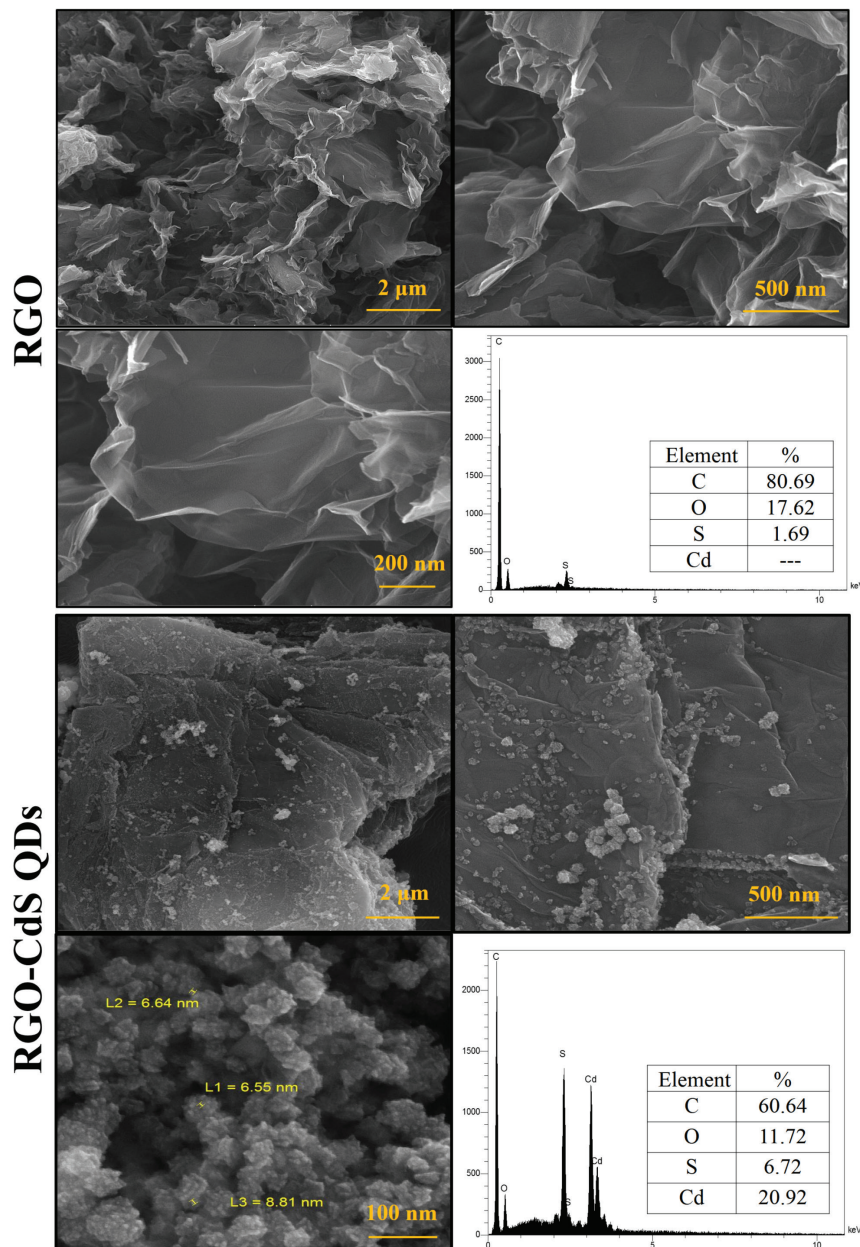 RGO
2 µm
500 nm
200 nm
C
3000
2500
2000
1500
1000
500
0
O
S
S
0
5
10
keV
Element %
C 80.69
O 17.62
S 1.69
Cd ---
RGO-CdS QDs
2 µm
500 nm
L2 = 6.64 nm
L1 = 6.55 nm
L3 = 8.81 nm
100 nm
C
2000
1500
1000
500
0
O
S
S
Cd
Cd
0
5
10
Element %
C 60.64
O 11.72
S 6.72
Cd 20.92